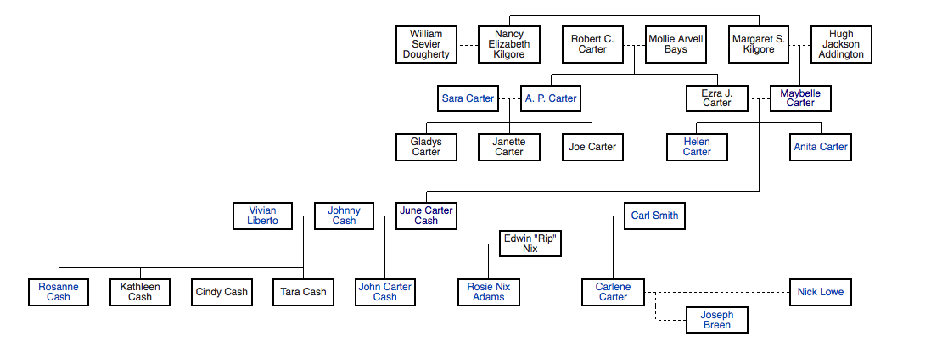 William
Sevier
Dougherty
Nancy
Elizabeth
Kilgore
Robert C.
Carter
Mollie Arvell
Bays
Margaret S.
Kilgore
Hugh
Jackson
Addington
Sara Carter
A. P. Carter
Ezra J.
Carter
Maybelle
Carter
Gladys
Carter
Janette
Carter
Joe Carter
Helen
Carter
Anita Carter
Vivian
Liberto
Johnny
Cash
June Carter
Cash
Carl Smith
Edwin "Rip"
Nix
Rosanne
Cash
Kathleen
Cash
Cindy Cash
Tara Cash
John Carter
Cash
Rosie Nix
Adams
Carlene
Carter
Nick Lowe
Joseph
Breen